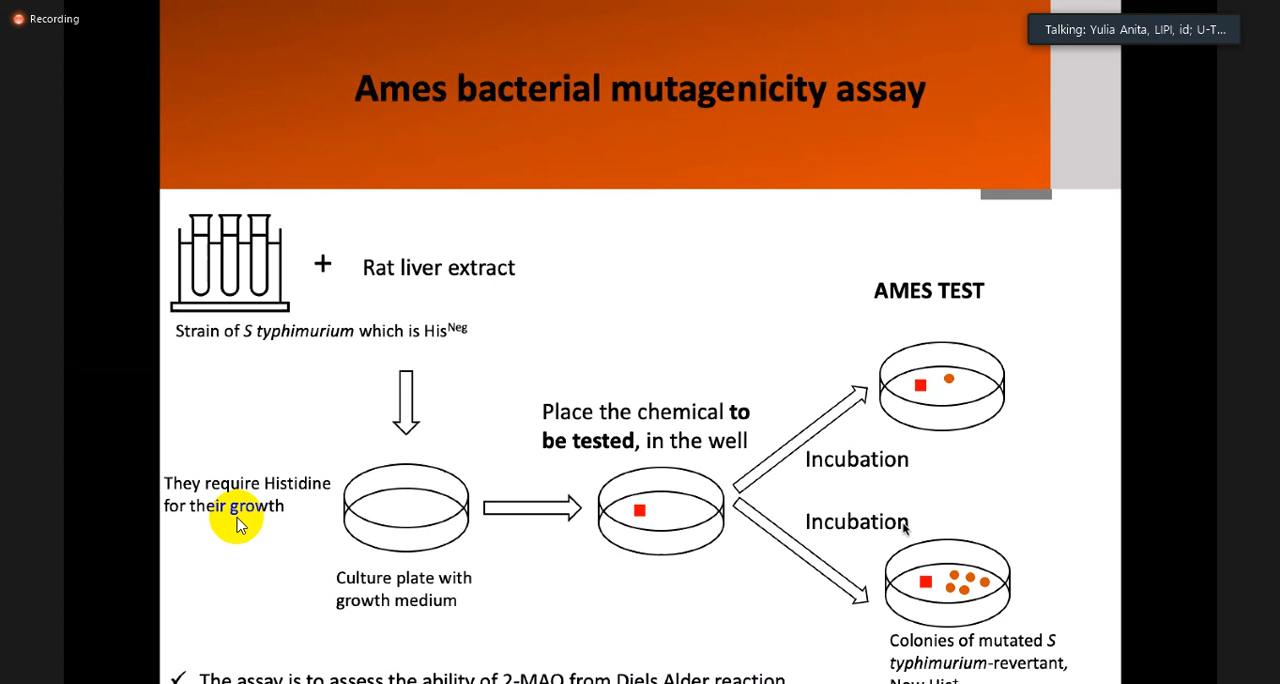 Recording
Talking: Yulia Anita, LIPI, id; U-T...
Ames bacterial mutagenicity assay
+ Rat liver extract
Strain of S typhimurium which is HisNeg
AMES TEST
Place the chemical to
be tested, in the well
Incubation
They require Histidine
for their growth
Incubation
Culture plate with
growth medium
Colonies of mutated S
typhimurium-revertant,
Now His+
✓ The assay is to assess the ability of 2-MAQ from Diels Alder reaction